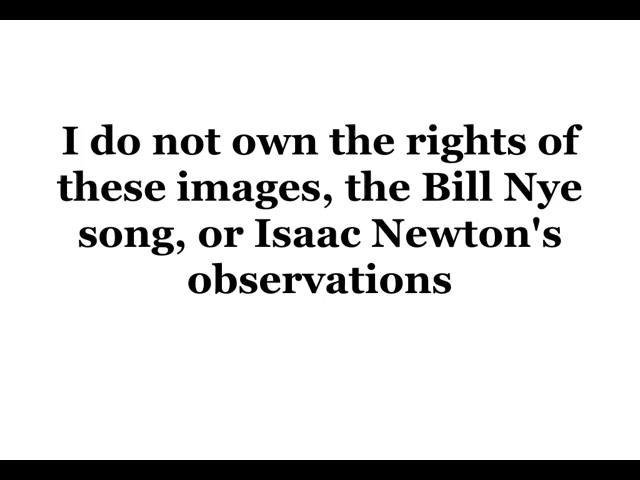 I do not own the rights of
these images, the Bill Nye
song, or Isaac Newton's
observations